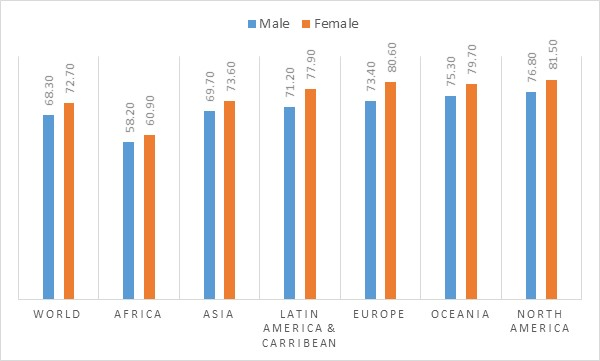 Male Female
68.30
72.70
58.20
60.90
69.70
73.60
71.20
77.90
73.40
80.60
75.30
79.70
76.80
81.50
WORLD
AFRICA
ASIA
LATIN
AMERICA &
CARRIBEAN
EUROPE
OCEANIA
NORTH
AMERICA